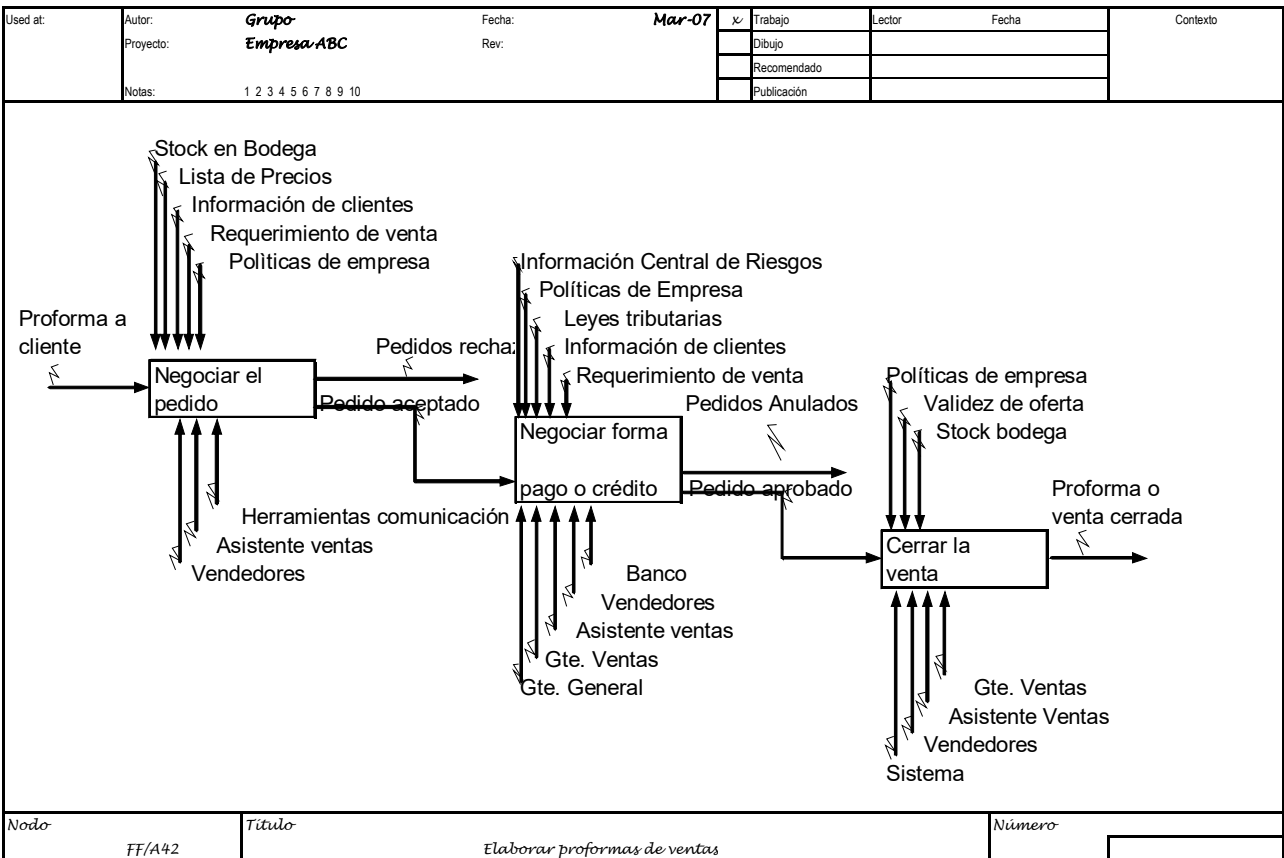 Used at:
Autor: Grupo Fecha: Mar-07
x Trabajo Lector Fecha Contexto
Proyecto: Empresa ABC Rev:
Dibujo
Recomendado
Notas: 1 2 3 4 5 6 7 8 9 10
Publicación
Stock en Bodega
Lista de Precios
Información de clientes
Requerimiento de venta
Polìticas de empresa
Proforma a
cliente
Negociar el
pedido
Pedidos rechaz
Pedido aceptado
Herramientas comunicación
Asistente ventas
Vendedores
Información Central de Riesgos
Políticas de Empresa
Leyes tributarias
Información de clientes
Requerimiento de venta
Negociar forma
pago o crédito
Pedidos Anulados
Pedido aprobado
Banco
Vendedores
Asistente ventas
Gte. Ventas
Gte. General
Políticas de empresa
Validez de oferta
Stock bodega
Cerrar la
venta
Proforma o
venta cerrada
Gte. Ventas
Asistente Ventas
Vendedores
Sistema
Nodo
FF/A42
Título
Elaborar proformas de ventas
Número